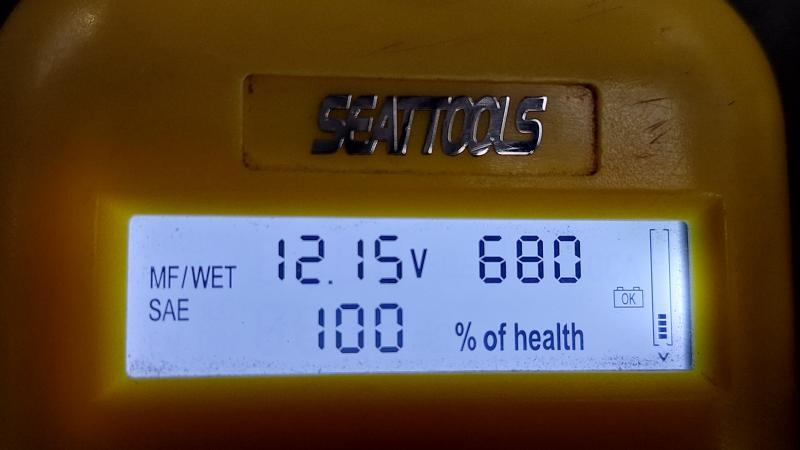 SEATTOOLS
MF/WET 12.15V 680
SAE 100 % of health
OK